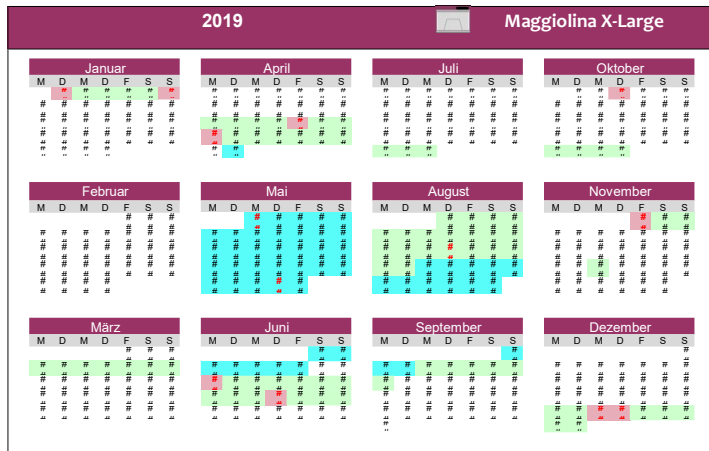 2019 Maggiolina X-Large
Januar April Juli Oktober
M D M D F S S M D M D F S S M D M D F S S M D M D F S S
# # # # # # # # # # # # # # # # # # # # # # # # # #
# # # # # # # # # # # # # # # # # # # # # # # # # # # #
# # # # # # # # # # # # # # # # # # # # # # # # # # # #
# # # # # # # # # # # # # # # # # # # # # # # # # # # #
# # # # # # # # # # # # #
Februar Mai August November
M D M D F S S M D M D F S S M D M D F S S M D M D F S S
# # # # # # # # # # # # # # #
# # # # # # # # # # # # # # # # # # # # # # # # # # # #
# # # # # # # # # # # # # # # # # # # # # # # # # # # #
# # # # # # # # # # # # # # # # # # # # # # # # # # # #
# # # # # # # # # # # # # # # # # # # # #
März Juni September Dezember
M D M D F S S M D M D F S S M D M D F S S M D M D F S S
# # # # # # #
# # # # # # # # # # # # # # # # # # # # # # # # # # # #
# # # # # # # # # # # # # # # # # # # # # # # # # # # #
# # # # # # # # # # # # # # # # # # # # # # # # # # # #
# # # # # # # # # # # # # # # # # # # # # # # # # # # #
# # #